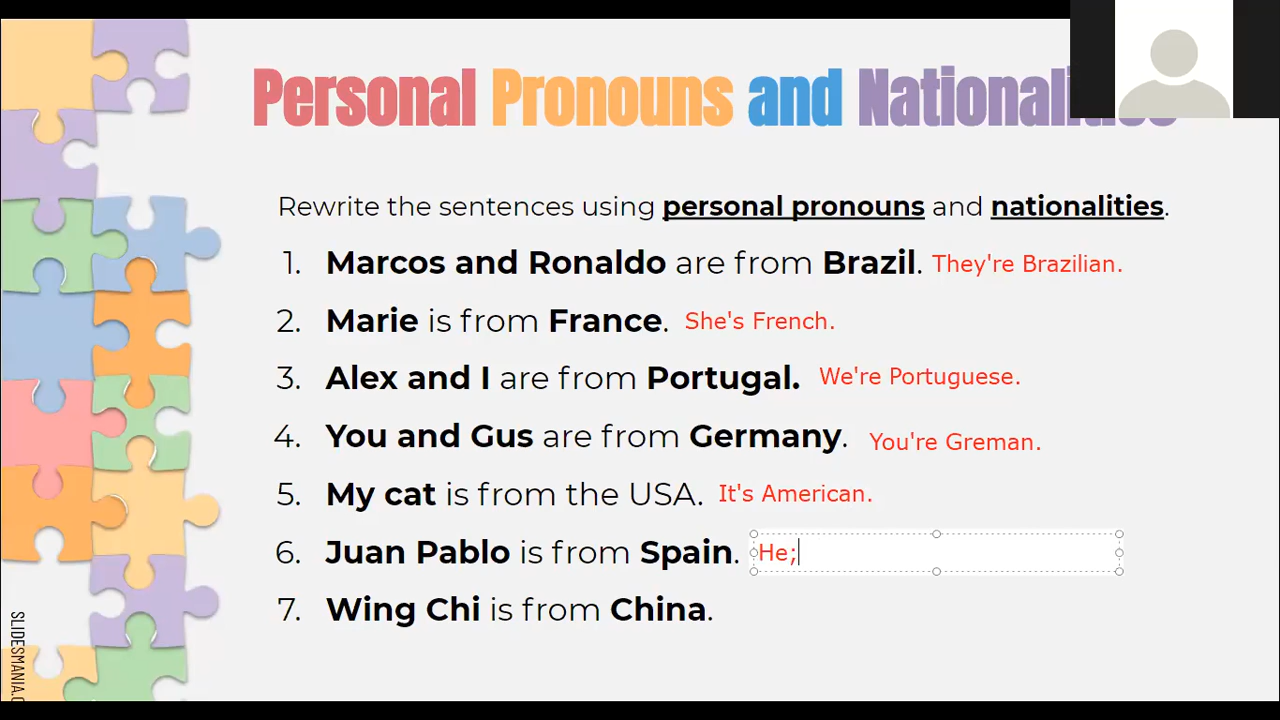 Personal Pronouns and
Rewrite the sentences using personal pronouns and nationalities.
1. Marcos and Ronaldo are from Brazil. They're Brazilian.
2. Marie is from France. She's French.
3. Alex and I are from Portugal. We're Portuguese.
4. You and Gus are from Germany. You're Greman.
5. My cat is from the USA. It's American.
6. Juan Pablo is from Spain. He;
7. Wing Chi is from China.